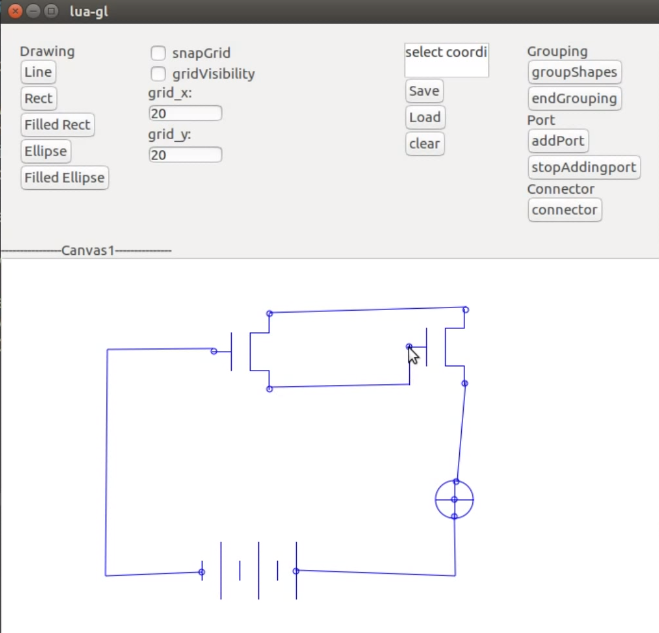 lua-gl
Drawing
Line
Rect
Filled Rect
Ellipse
Filled Ellipse
snapGrid
gridVisibility
grid_x:
20
grid_y:
20
select coordi
Save
Load
clear
Grouping
groupShapes
endGrouping
Port
addPort
stopAddingport
Connector
connector
----------------Canvas1---------------